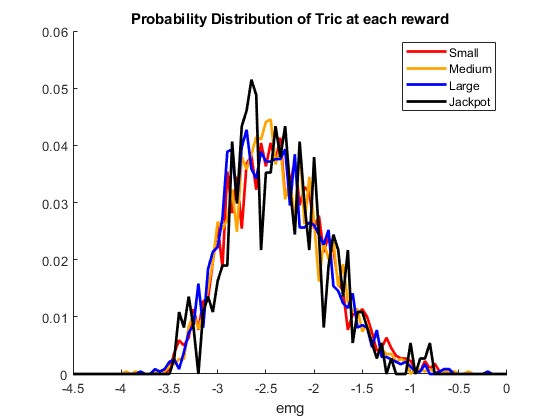 Probability Distribution of Tric at each reward
0.06
0.05
0.04
0.03
0.02
0.01
0
-4.5 -4 -3.5 -3 -2.5 -2 -1.5 -1 -0.5 0
emg
Small
Medium
Large
Jackpot